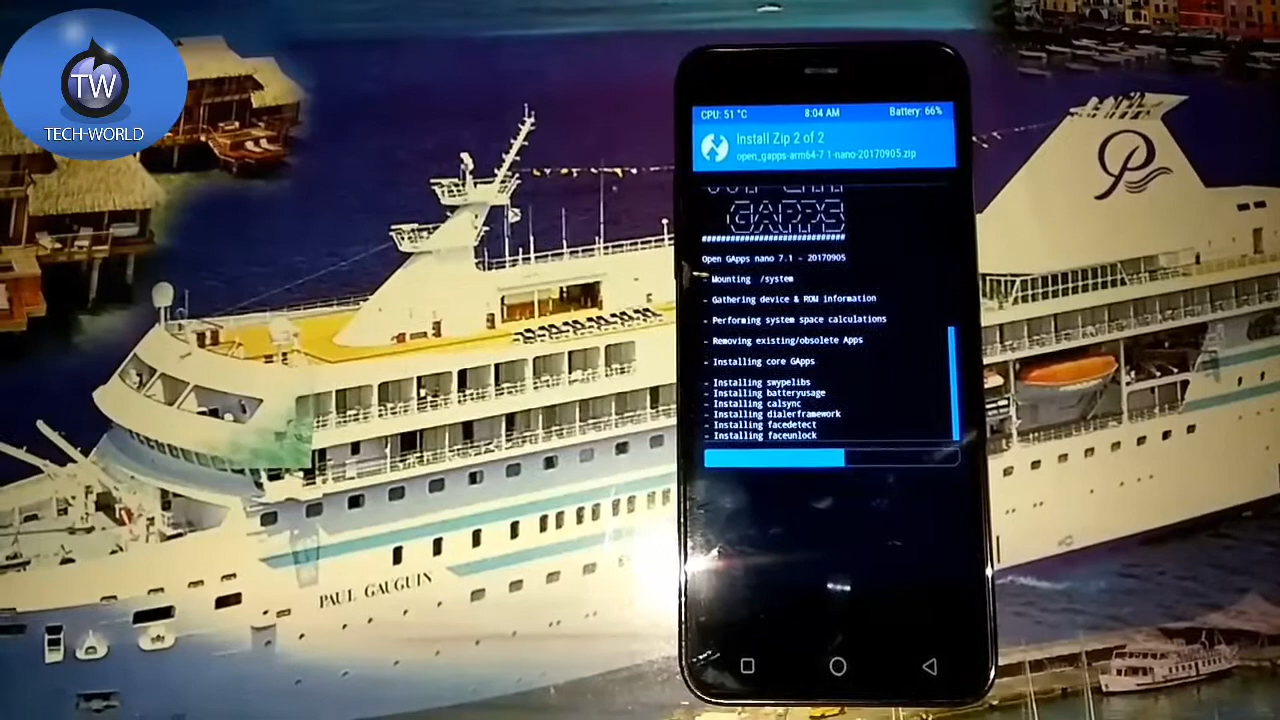 TW
TECH-WORLD
CPU: 51 °C 8:04 AM Battery: 66%
Install Zip 2 of 2
open_gapps-arm64-7 1-nano-20170905.zip
GAPPS
##############################
Open GApps nano 7.1 - 20170905
- Mounting /system
- Gathering device & ROM information
- Performing system space calculations
- Removing existing/obsolete Apps
- Installing core GApps
- Installing swypelibs
- Installing batteryusage
- Installing calsync
- Installing dialerframework
- Installing facedetect
- Installing faceunlock
PAUL GAUGUIN
P